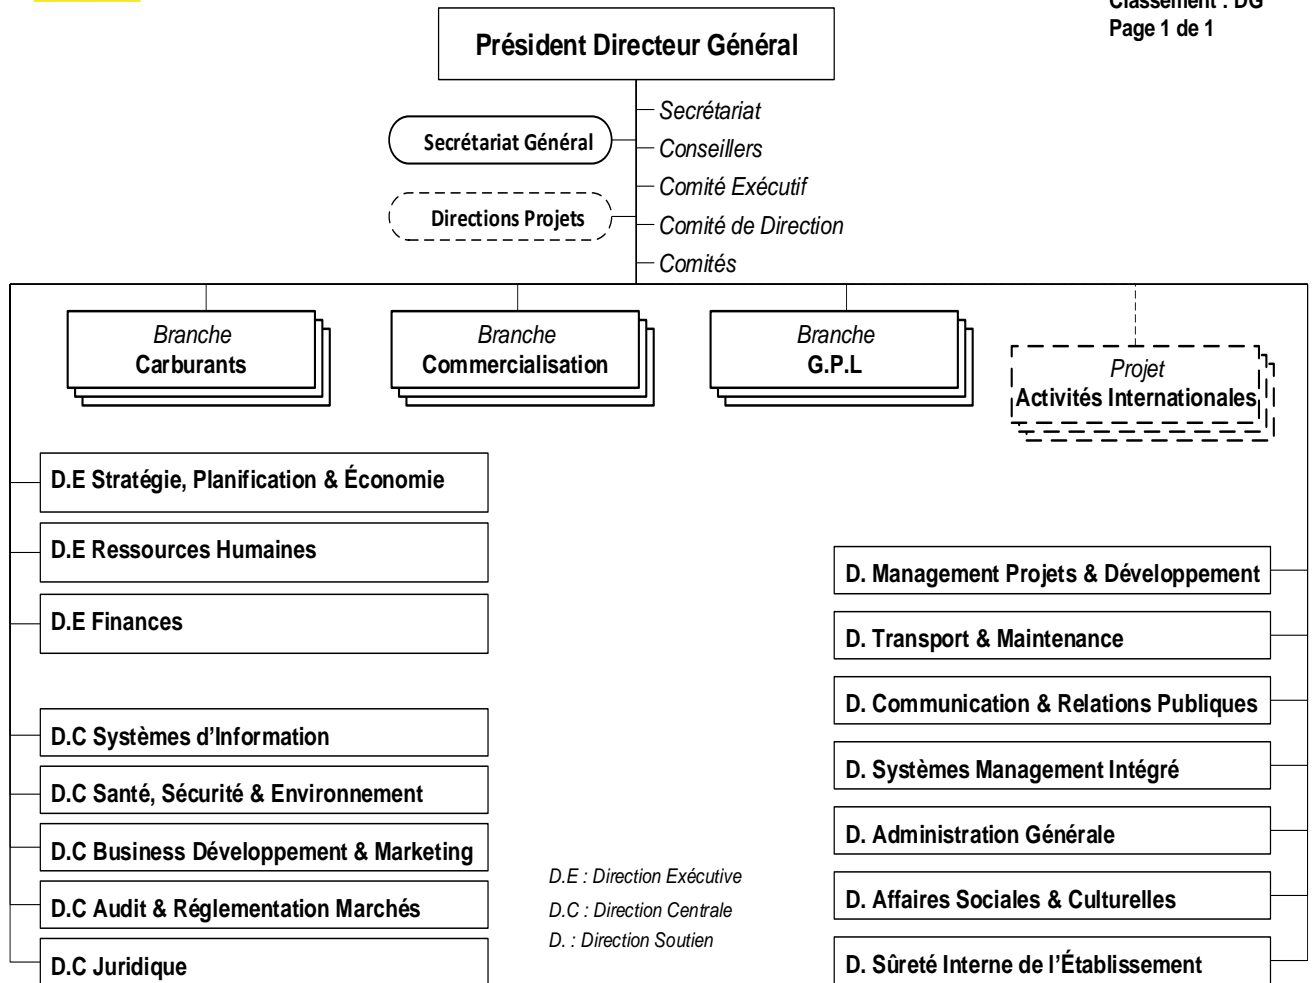 Classement : DG
Page 1 de 1
Président Directeur Général
Secrétariat
Secrétariat Général
Conseillers
Comité Exécutif
Directions Projets
Comité de Direction
Comités
Branche
Carburants
Branche
Commercialisation
Branche
G.P.L
Projet
Activités Internationales
D.E Stratégie, Planification & Économie
D.E Ressources Humaines
D.E Finances
D.C Systèmes d’Information
D.C Santé, Sécurité & Environnement
D.C Business Développement & Marketing
D.C Audit & Réglementation Marchés
D.C Juridique
D.E : Direction Exécutive
D.C : Direction Centrale
D. : Direction Soutien
D. Management Projets & Développement
D. Transport & Maintenance
D. Communication & Relations Publiques
D. Systèmes Management Intégré
D. Administration Générale
D. Affaires Sociales & Culturelles
D. Sûreté Interne de l’Établissement